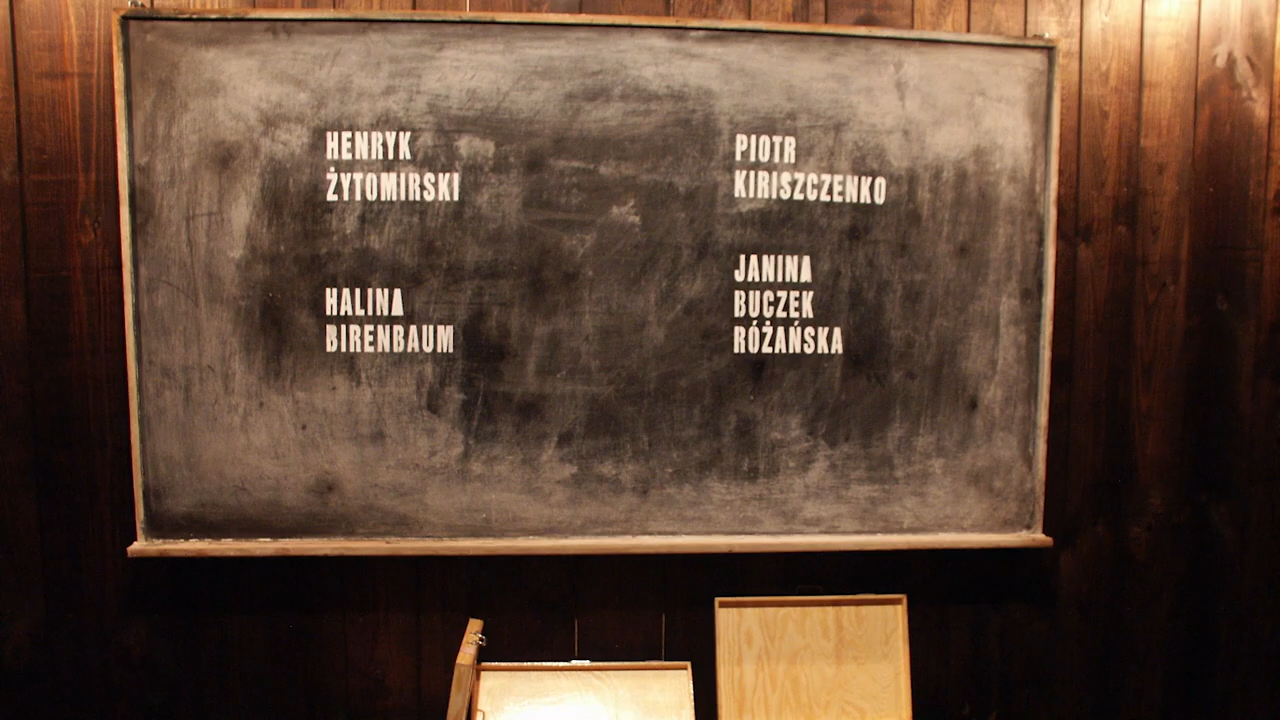 HENRYK
ŻYTOMIRSKI
HALINA
BIRENBAUM
PIOTR
KIRISZCZENKO
JANINA
BUCZEK
RÓŻAŃSKA